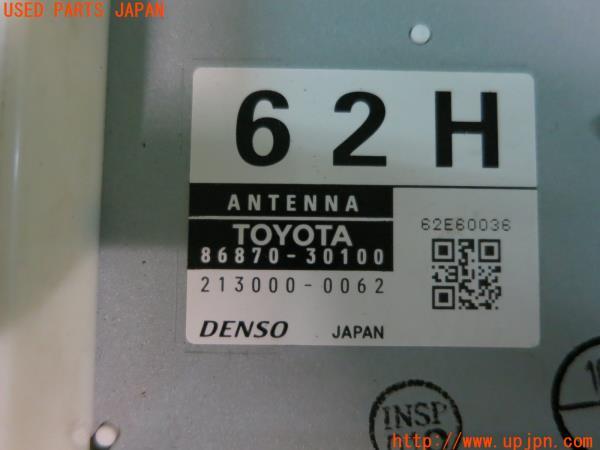 USED PARTS JAPAN
62H
ANTENNA
TOYOTA
86870-30100
62E60036
213000-0062
DENSO JAPAN
INSP
http://www.upjpn.com